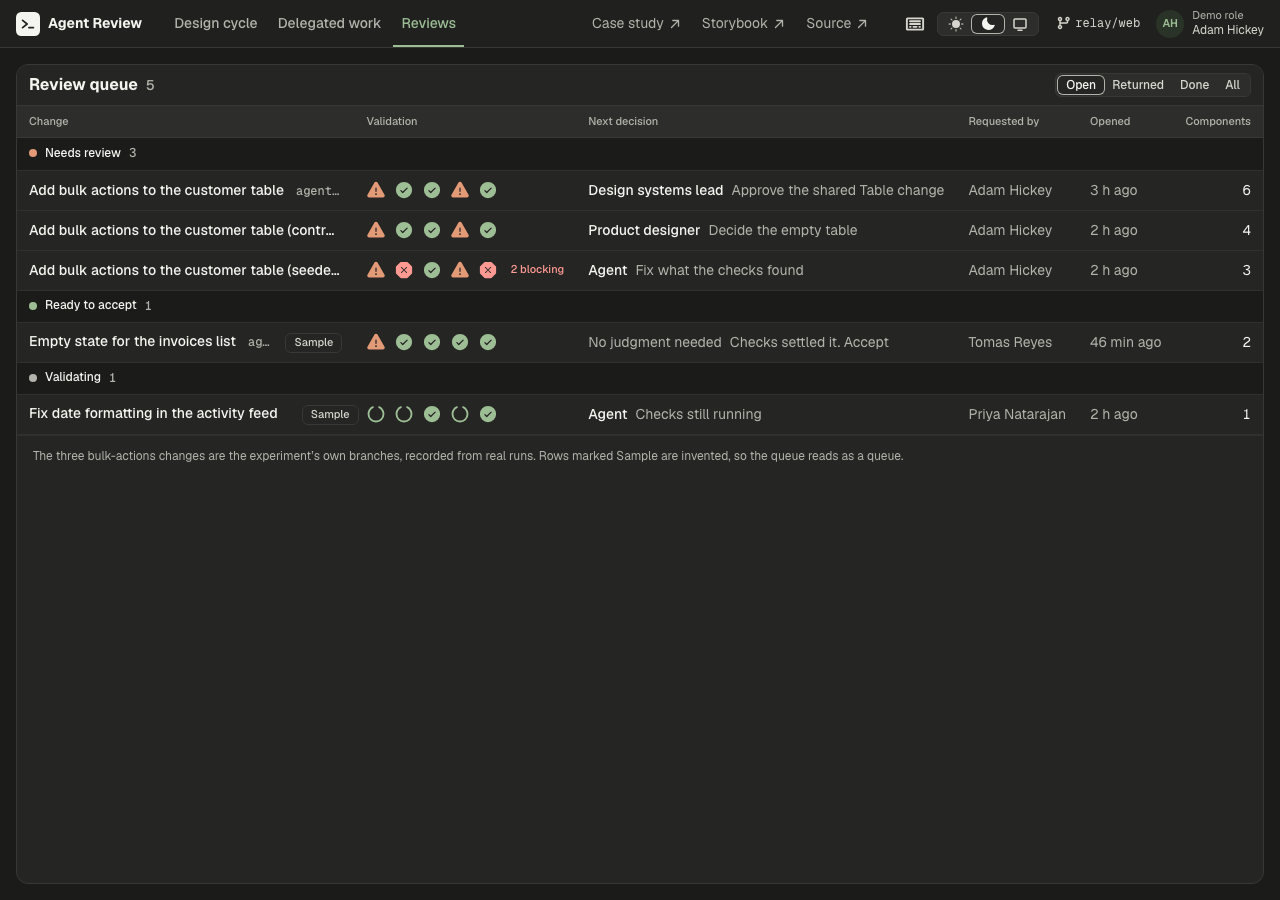 Agent Review
Design cycle
Delegated work
Reviews
Case study
Storybook
Source
relay/web
AH
Demo role
Adam Hickey
Review queue 5
Open
Returned
Done
All
Change
Validation
Next decision
Requested by
Opened
Components
Needs review 3
Add bulk actions to the customer table agent… Design systems lead Approve the shared Table change Adam Hickey 3 h ago 6
Add bulk actions to the customer table (contr… Product designer Decide the empty table Adam Hickey 2 h ago 4
Add bulk actions to the customer table (seede… 2 blocking Agent Fix what the checks found Adam Hickey 2 h ago 3
Ready to accept 1
Empty state for the invoices list ag… Sample No judgment needed Checks settled it. Accept Tomas Reyes 46 min ago 2
Validating 1
Fix date formatting in the activity feed Sample Agent Checks still running Priya Natarajan 2 h ago 1
The three bulk-actions changes are the experiment's own branches, recorded from real runs. Rows marked Sample are invented, so the queue reads as a queue.